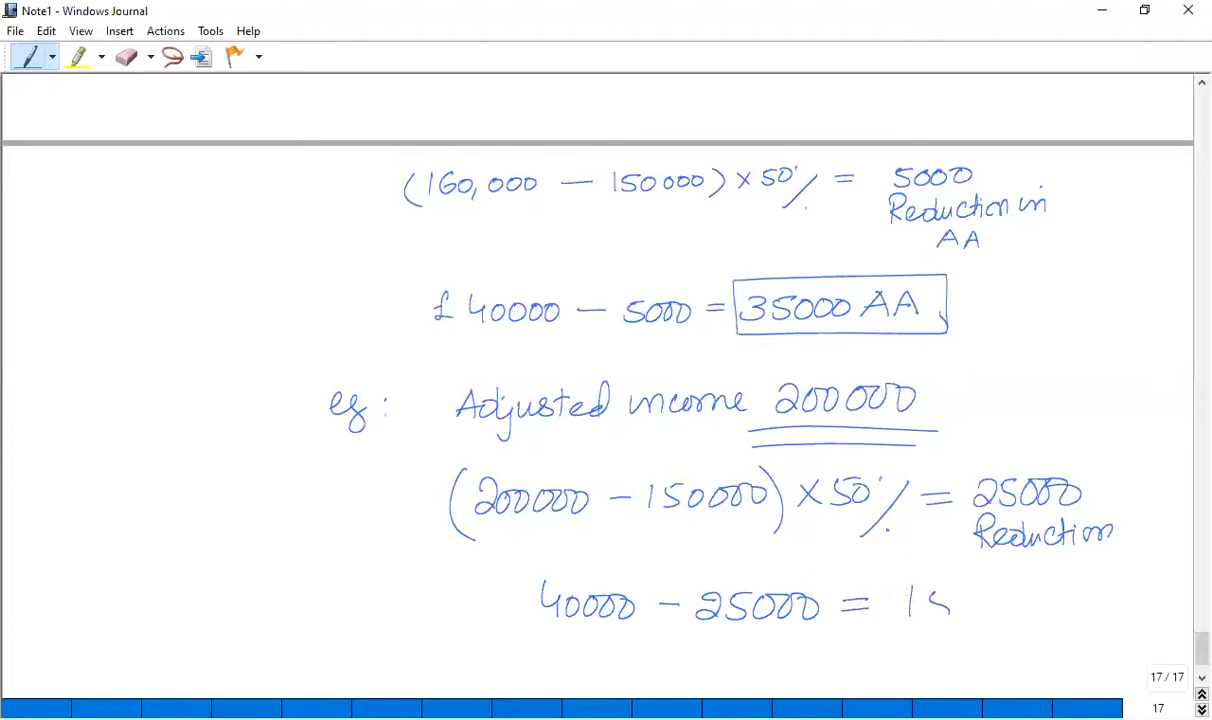 Note1 - Windows Journal
File Edit View Insert Actions Tools Help
(160,000 — 150000) × 50% = 5000
Reduction in
AA
£40000 — 5000 = 35000 AA
eg: Adjusted income 200000
(200000 - 150000) × 50% = 25000
Reduction
40000 - 25000 = 15
17 / 17
17